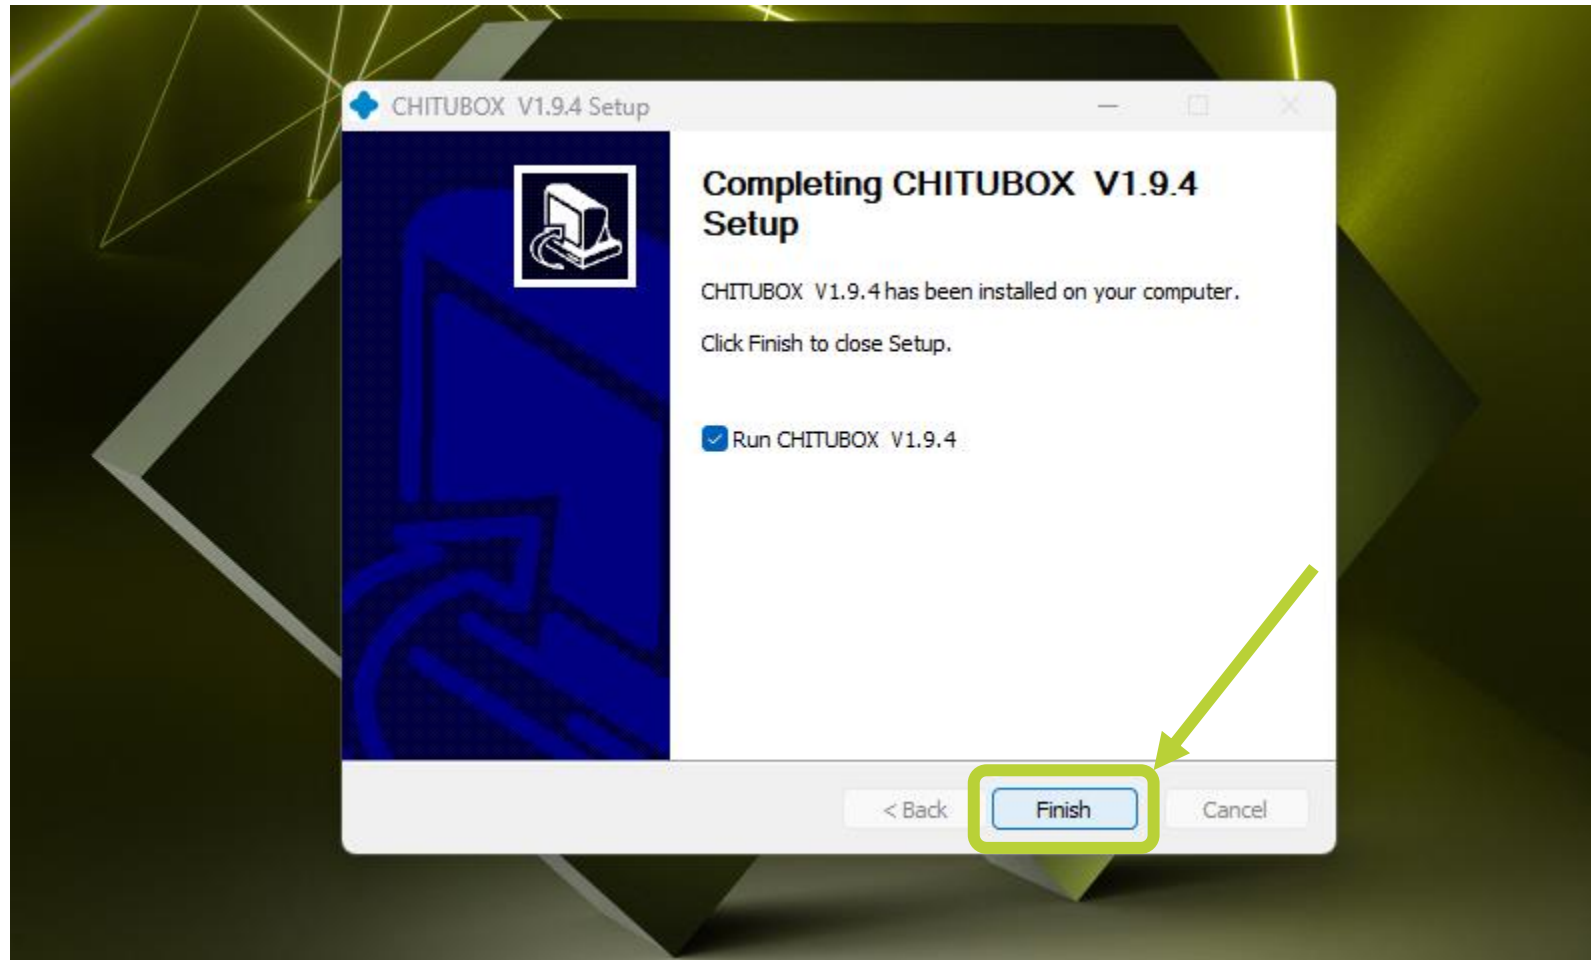 CHITUBOX  V1.9.4 Setup
Completing CHITUBOX  V1.9.4
Setup
CHITUBOX  V1.9.4 has been installed on your computer.
Click Finish to close Setup.
Run CHITUBOX  V1.9.4
< Back
Finish
Cancel